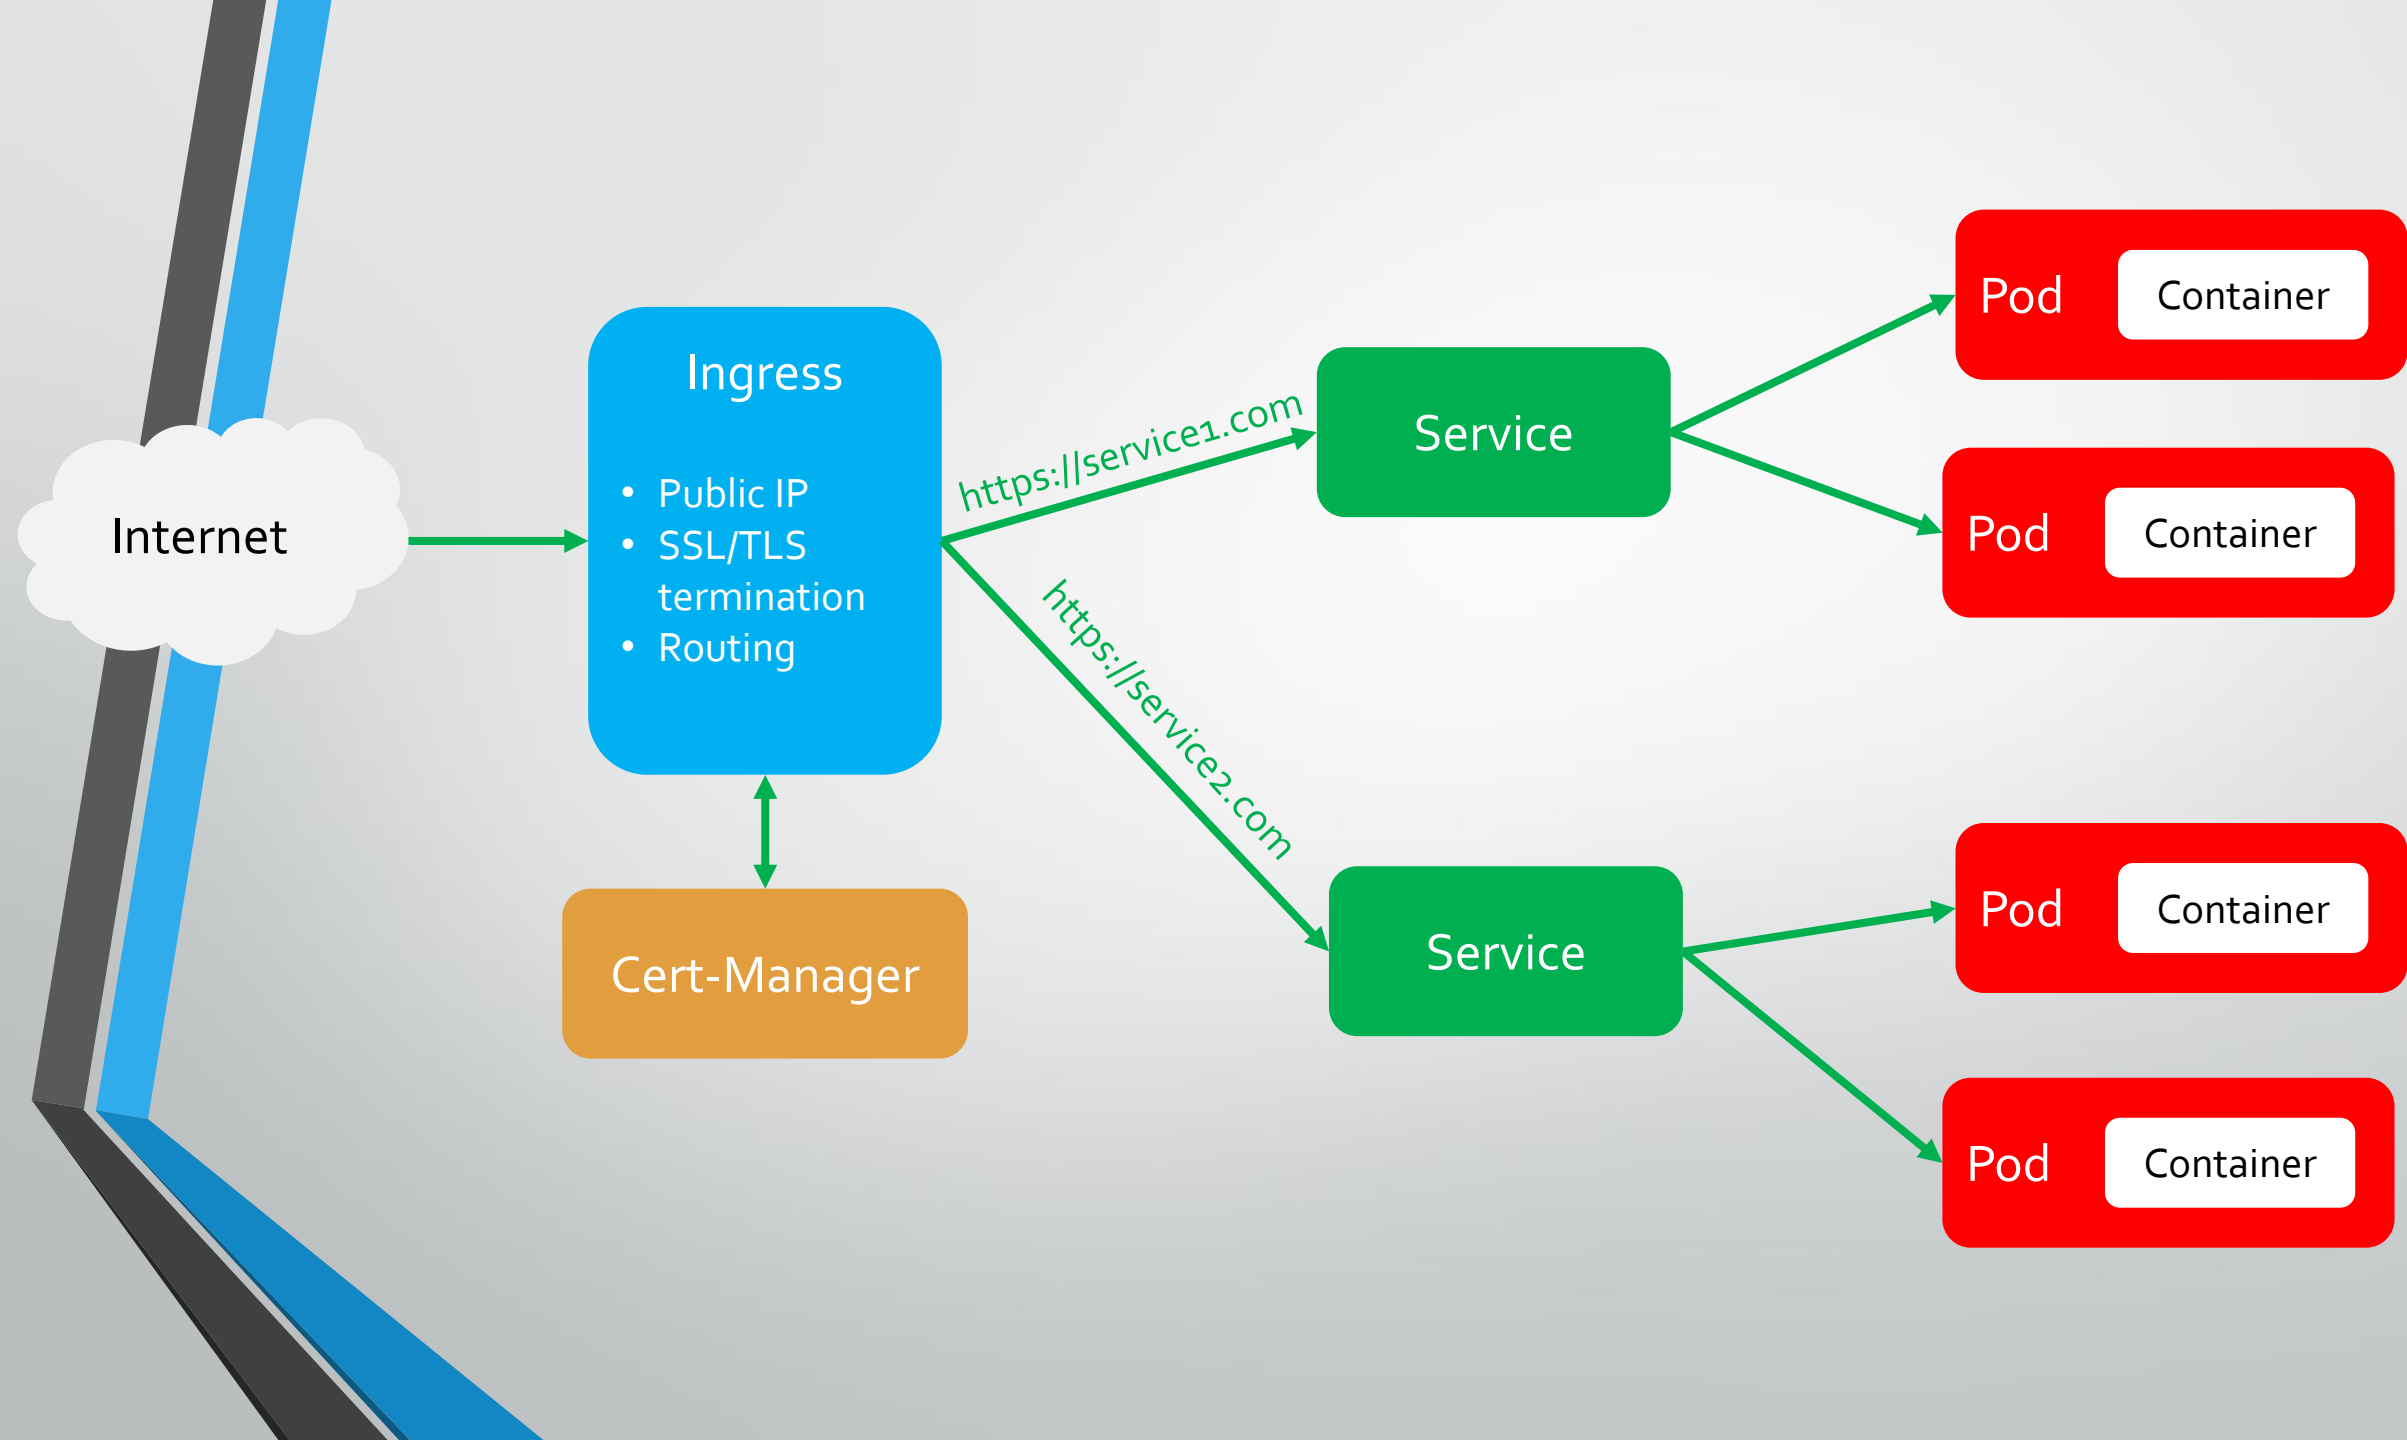 Internet
Ingress
• Public IP
• SSL/TLS
termination
• Routing
Cert-Manager
https://service1.com
https://service2.com
Service
Service
Pod
Container
Pod
Container
Pod
Container
Pod
Container